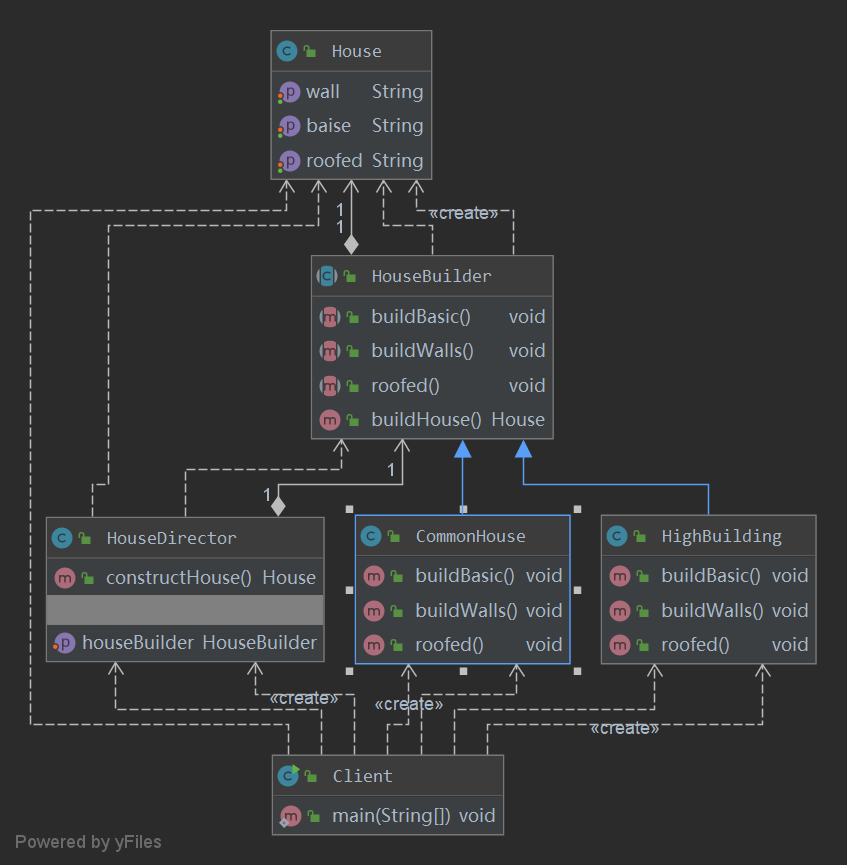 House
wall String
baise String
roofed String
1
1
«create»
HouseBuilder
buildBasic() void
buildWalls() void
roofed() void
buildHouse() House
1
1
HouseDirector
constructHouse() House
houseBuilder HouseBuilder
CommonHouse
buildBasic() void
buildWalls() void
roofed() void
HighBuilding
buildBasic() void
buildWalls() void
roofed() void
«create»
«create»
«create»
Client
main(String[]) void
Powered by yFiles